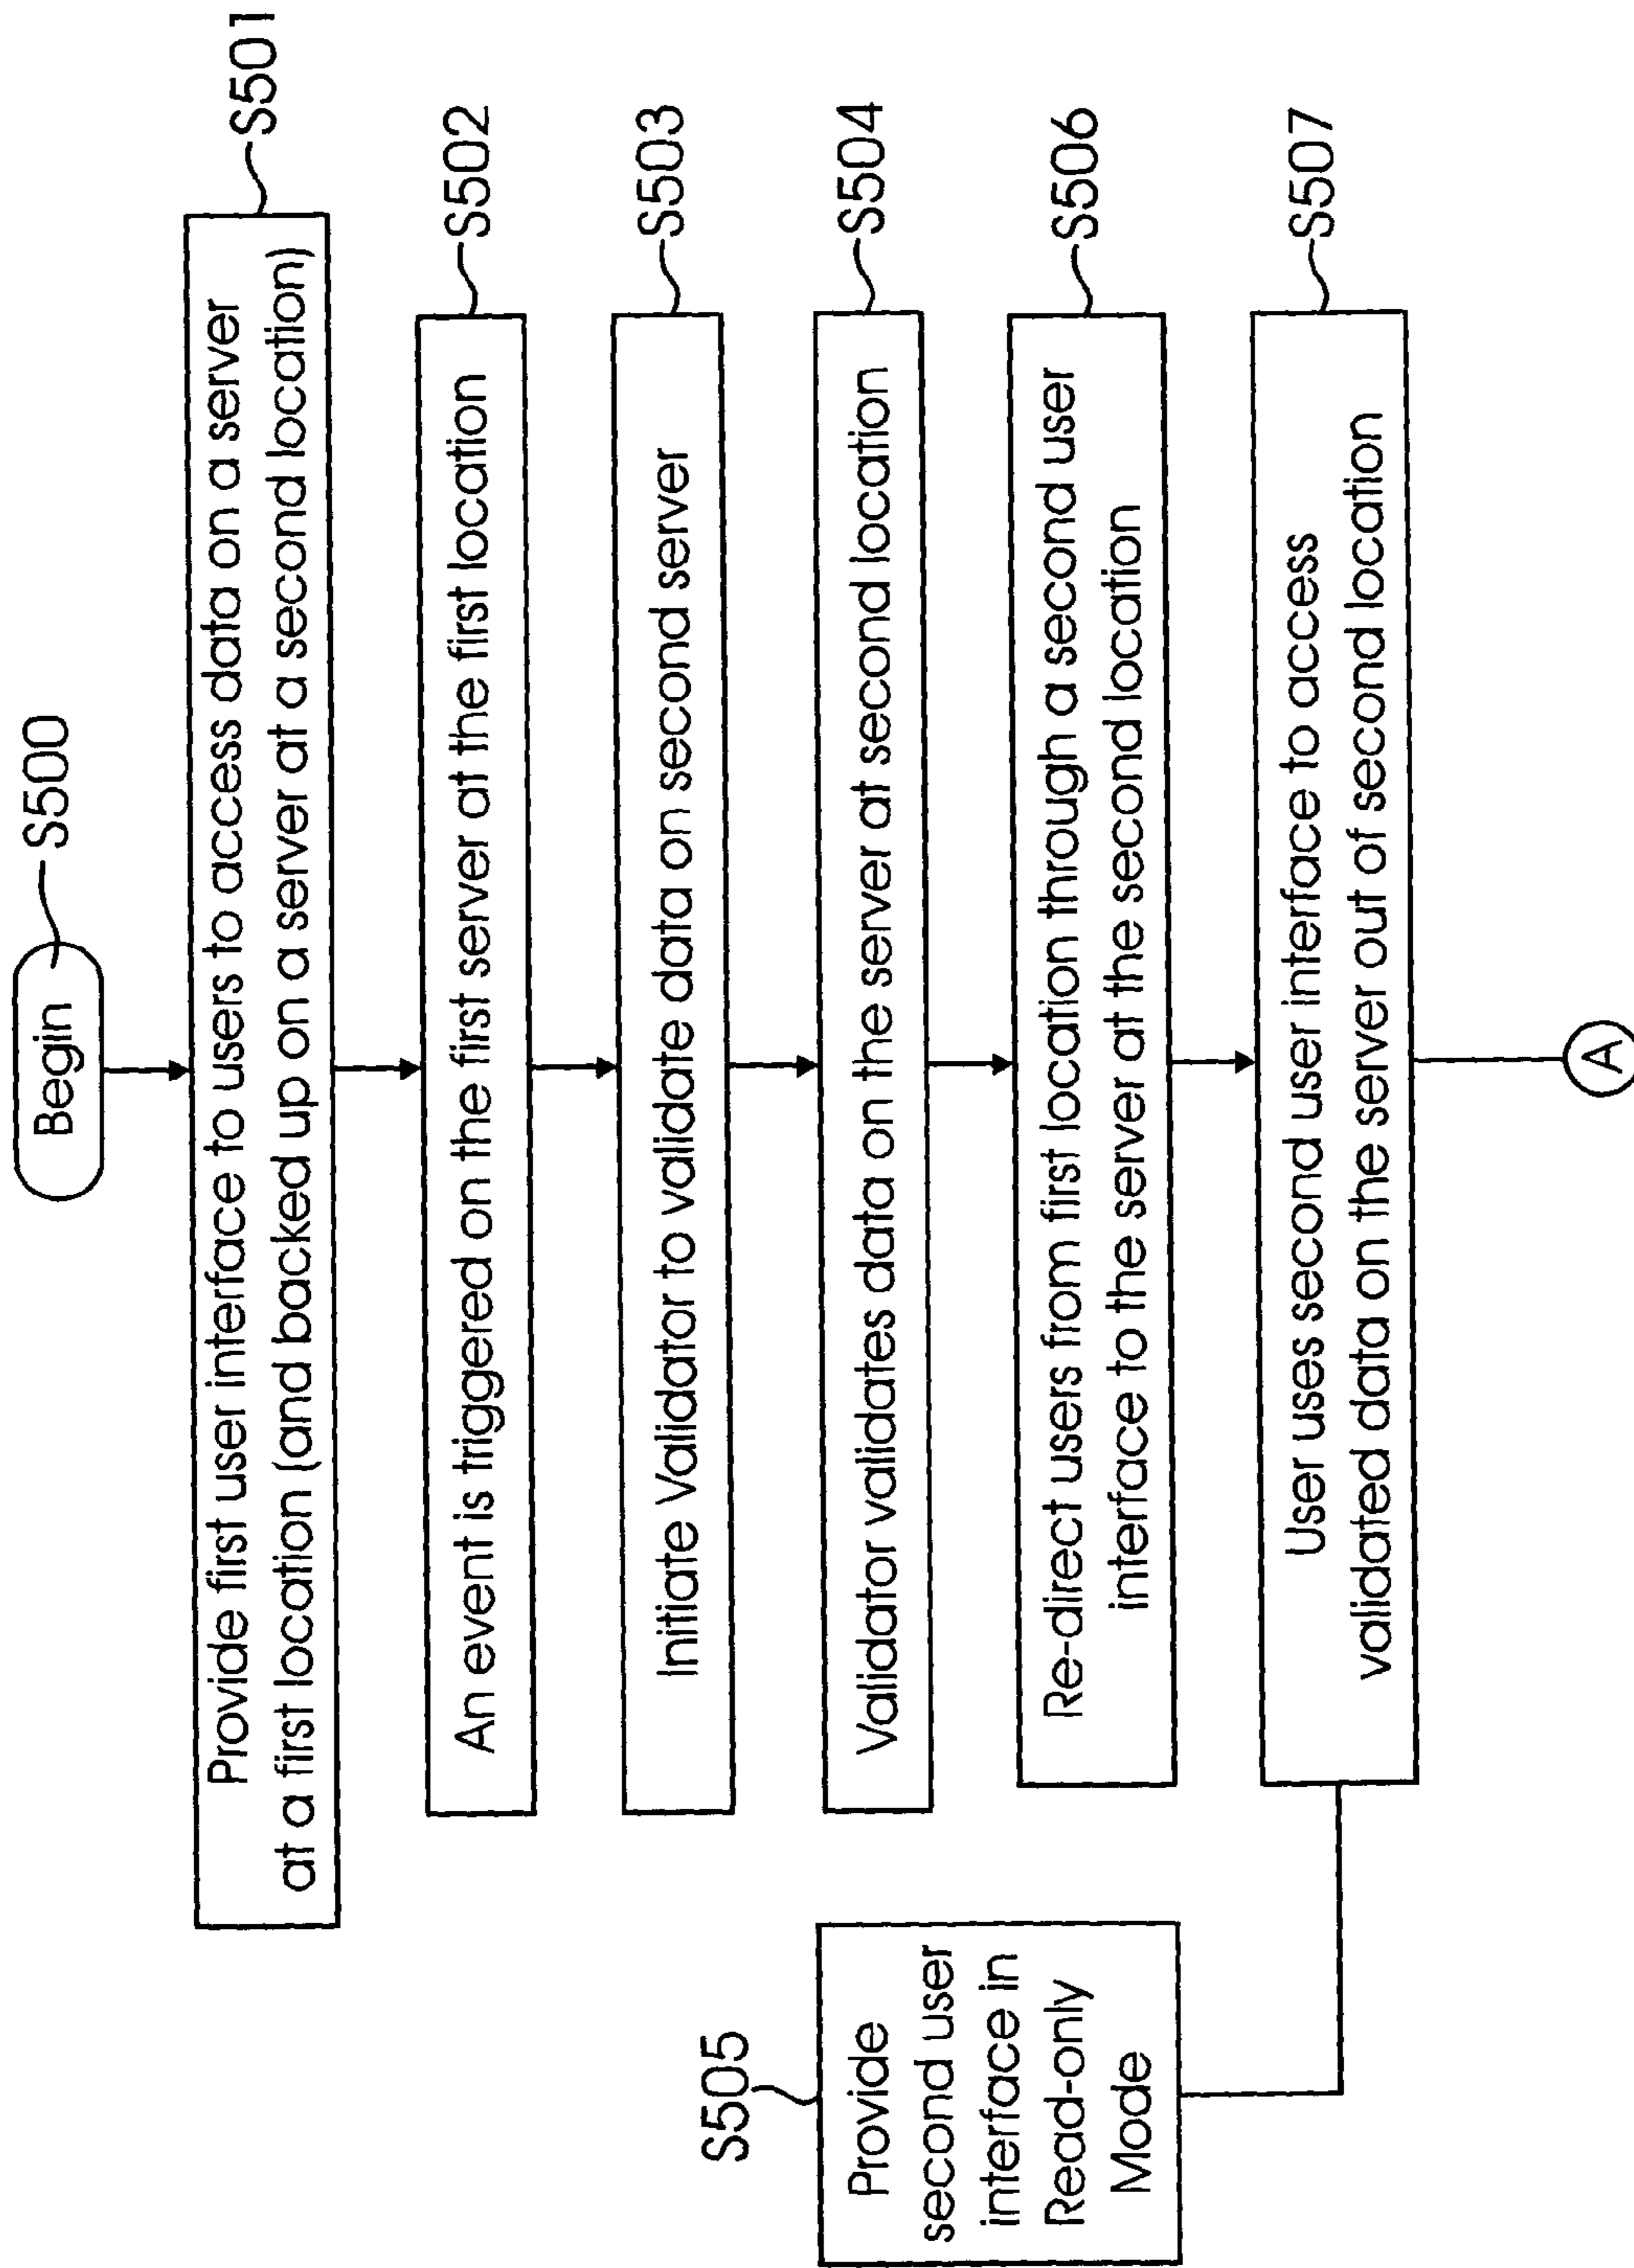 Begin
S500
Provide first user interface to users to access data on a server
at a first location (and backed up on a server at a second location)
S501
An event is triggered on the first server at the first location
S502
Initiate Validator to validate data on second server
S503
Validator validates data on the server at second location
S504
S505
Provide
second user
interface in
Read-only
Mode
Re-direct users from first location through a second user
interface to the server at the second location
S506
User uses second user interface to access
validated data on the server out of second location
S507
A